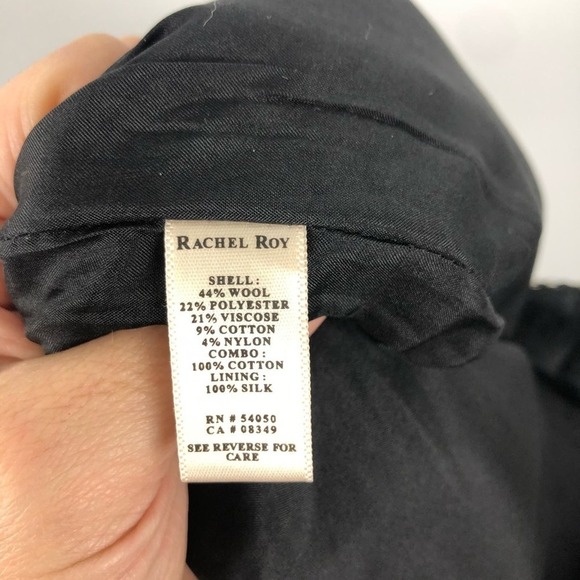 RACHEL ROY
SHELL:
44% WOOL
22% POLYESTER
21% VISCOSE
9% COTTON
4% NYLON
COMBO:
100% COTTON
LINING:
100% SILK
RN # 54050
CA # 08349
SEE REVERSE FOR
CARE